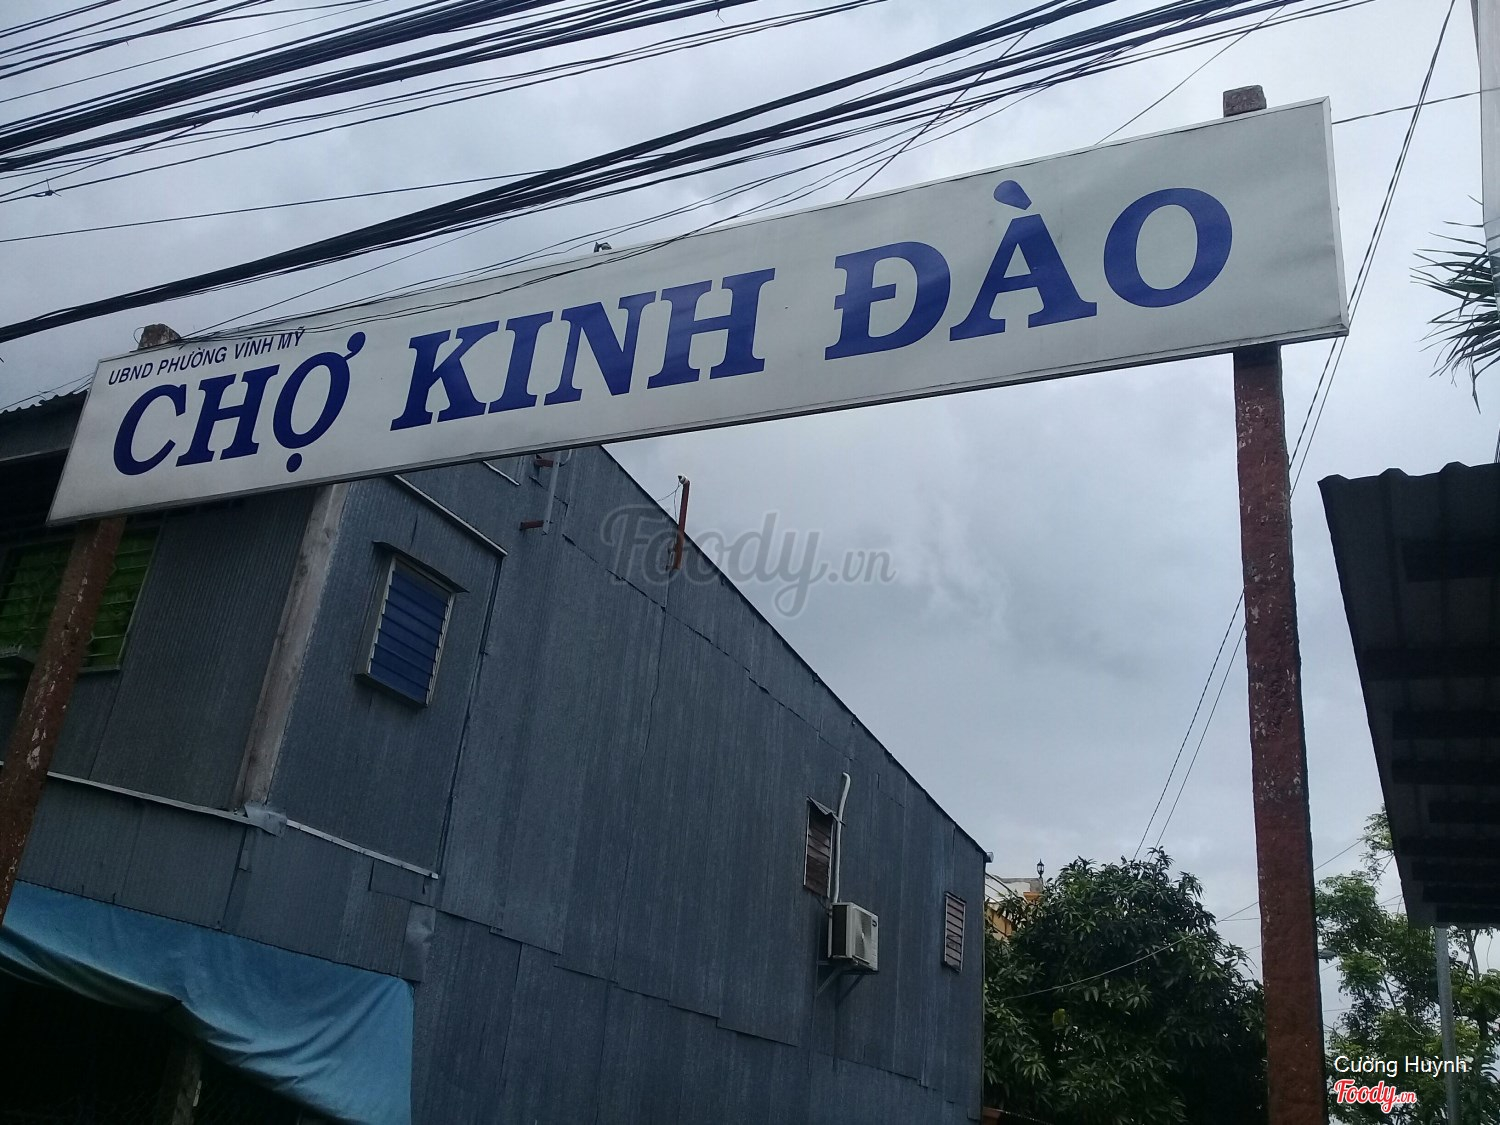 UBND PHƯỜNG VĨNH MỸ
CHỢ KINH ĐÀO
Foody.vn
Cường Huỳnh
Foody.vn